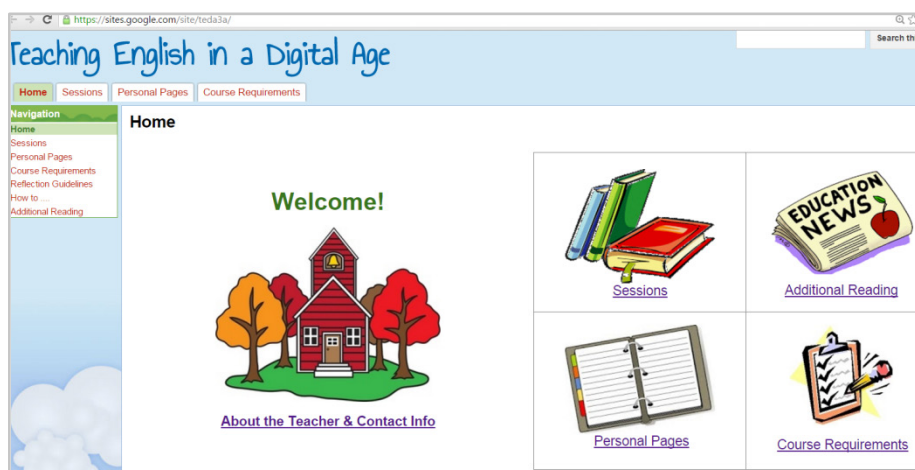 https://sites.google.com/site/teda3a/
Teaching English in a Digital Age
Search thi
Home
Sessions
Personal Pages
Course Requirements
Navigation
Home
Sessions
Personal Pages
Course Requirements
Reflection Guidelines
How to ...
Additional Reading
Home
Welcome!
About the Teacher & Contact Info
Sessions
EDUCATION
NEWS
Additional Reading
Personal Pages
Course Requirements